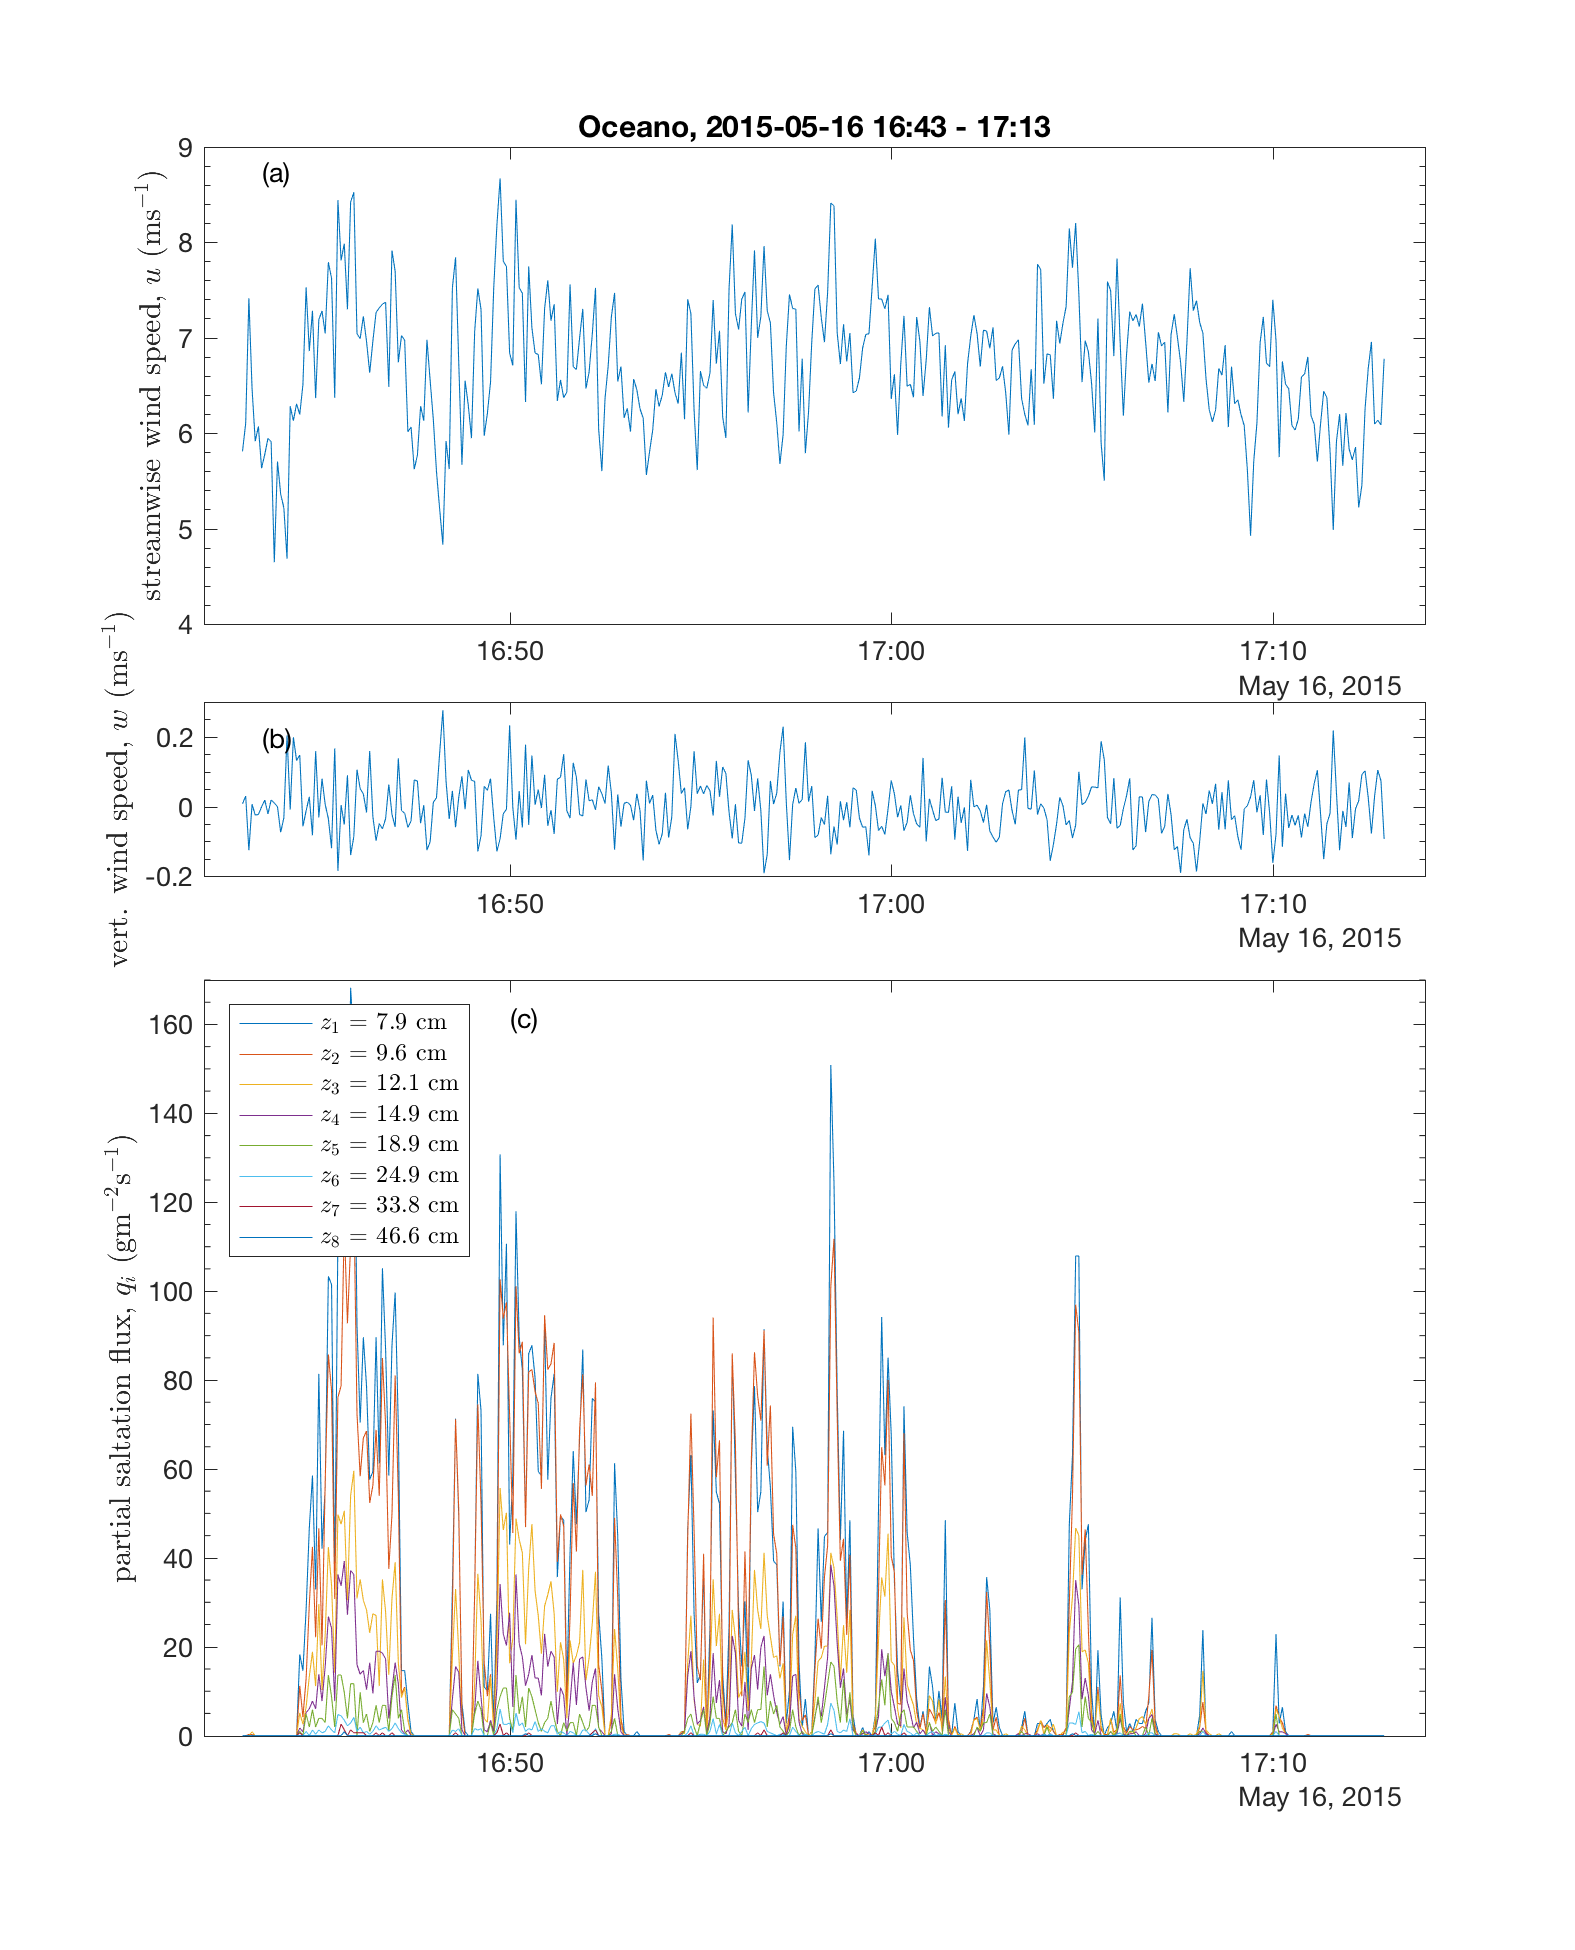 Oceano, 2015-05-16 16:43 - 17:13
(a)
streamwise wind speed, u (ms⁻¹)
9
8
7
6
5
4
16:50 17:00 17:10
May 16, 2015
(b)
vert. wind speed, w (ms⁻¹)
0.2
0
-0.2
16:50 17:00 17:10
May 16, 2015
(c)
partial saltation flux, qᵢ (gm⁻²s⁻¹)
160
140
120
100
80
60
40
20
0
z₁ = 7.9 cm
z₂ = 9.6 cm
z₃ = 12.1 cm
z₄ = 14.9 cm
z₅ = 18.9 cm
z₆ = 24.9 cm
z₇ = 33.8 cm
z₈ = 46.6 cm
16:50 17:00 17:10
May 16, 2015